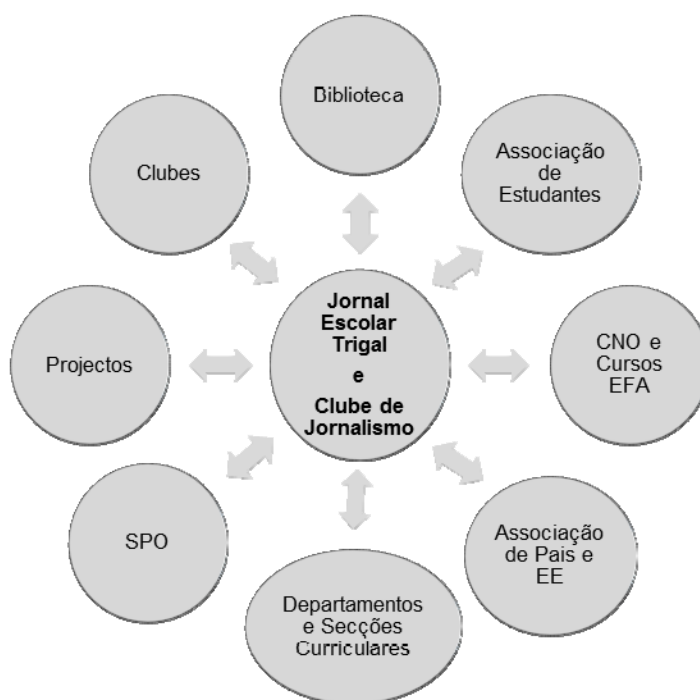 Biblioteca
Associação
de
Estudantes
Clubes
Jornal
Escolar
Trigal
e
Clube de
Jornalismo
CNO e
Cursos
EFA
Projectos
Associação
de Pais e
EE
SPO
Departamentos
e Secções
Curriculares